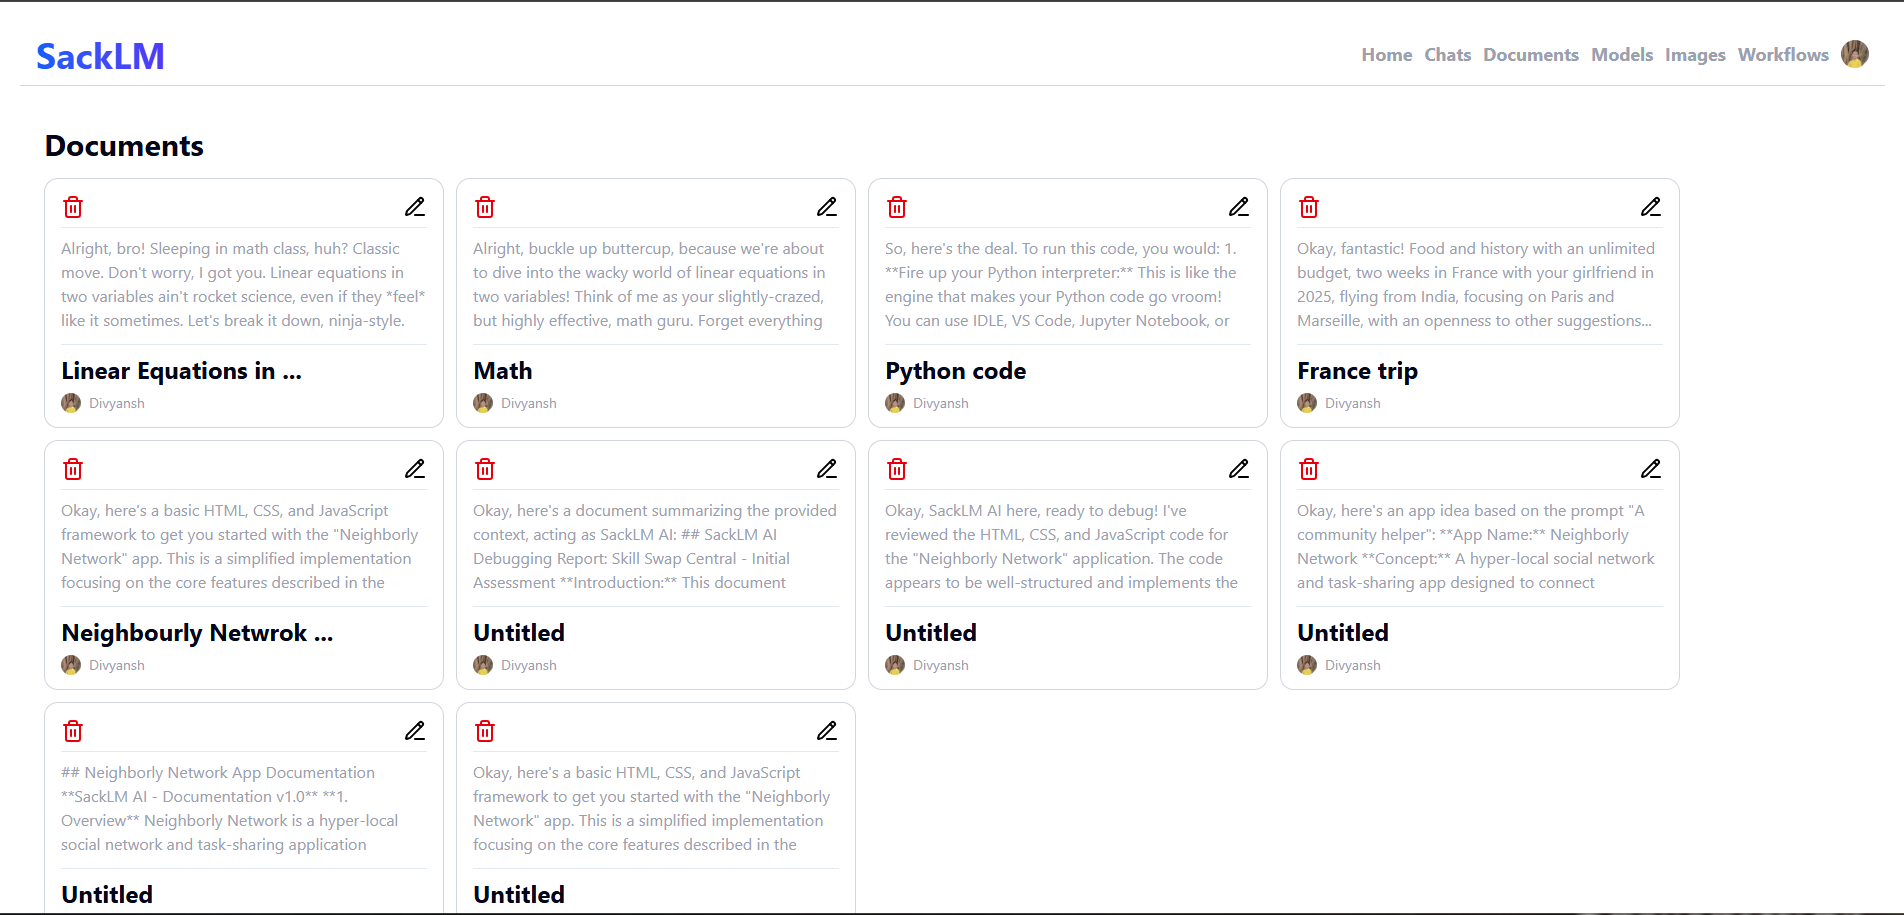 SackLM
Home Chats Documents Models Images Workflows
Documents
Alright, bro! Sleeping in math class, huh? Classic
move. Don't worry, I got you. Linear equations in
two variables ain't rocket science, even if they *feel*
like it sometimes. Let's break it down, ninja-style.
Linear Equations in ...
Divyansh
Alright, buckle up buttercup, because we're about
to dive into the wacky world of linear equations in
two variables! Think of me as your slightly-crazed,
but highly effective, math guru. Forget everything
Math
Divyansh
So, here's the deal. To run this code, you would: 1.
**Fire up your Python interpreter:** This is like the
engine that makes your Python code go vroom!
You can use IDLE, VS Code, Jupyter Notebook, or
Python code
Divyansh
Okay, fantastic! Food and history with an unlimited
budget, two weeks in France with your girlfriend in
2025, flying from India, focusing on Paris and
Marseille, with an openness to other suggestions...
France trip
Divyansh
Okay, here's a basic HTML, CSS, and JavaScript
framework to get you started with the "Neighborly
Network" app. This is a simplified implementation
focusing on the core features described in the
Neighbourly Netwrok ...
Divyansh
Okay, here's a document summarizing the provided
context, acting as SackLM AI: ## SackLM AI
Debugging Report: Skill Swap Central - Initial
Assessment **Introduction:** This document
Untitled
Divyansh
Okay, SackLM AI here, ready to debug! I've
reviewed the HTML, CSS, and JavaScript code for
the "Neighborly Network" application. The code
appears to be well-structured and implements the
Untitled
Divyansh
Okay, here's an app idea based on the prompt "A
community helper": **App Name:** Neighborly
Network **Concept:** A hyper-local social network
and task-sharing app designed to connect
Untitled
Divyansh
## Neighborly Network App Documentation
**SackLM AI - Documentation v1.0** **1.
Overview** Neighborly Network is a hyper-local
social network and task-sharing application
Untitled
Okay, here's a basic HTML, CSS, and JavaScript
framework to get you started with the "Neighborly
Network" app. This is a simplified implementation
focusing on the core features described in the
Untitled